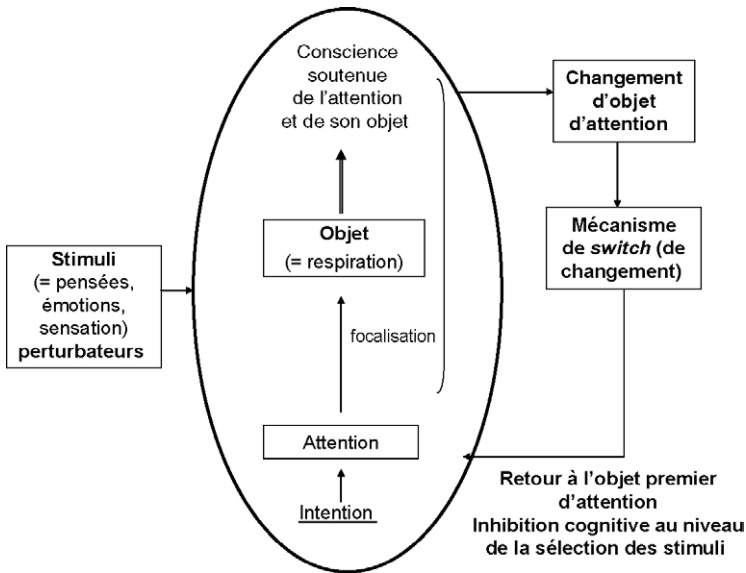 Conscience
soutenue
de l'attention
et de son objet
Changement
d'objet
d'attention
Objet
(= respiration)
Mécanisme
de switch (de
changement)
Stimuli
(= pensées,
émotions,
sensation)
perturbateurs
focalisation
Attention
Intention
Retour à l'objet premier
d'attention
Inhibition cognitive au niveau
de la sélection des stimuli